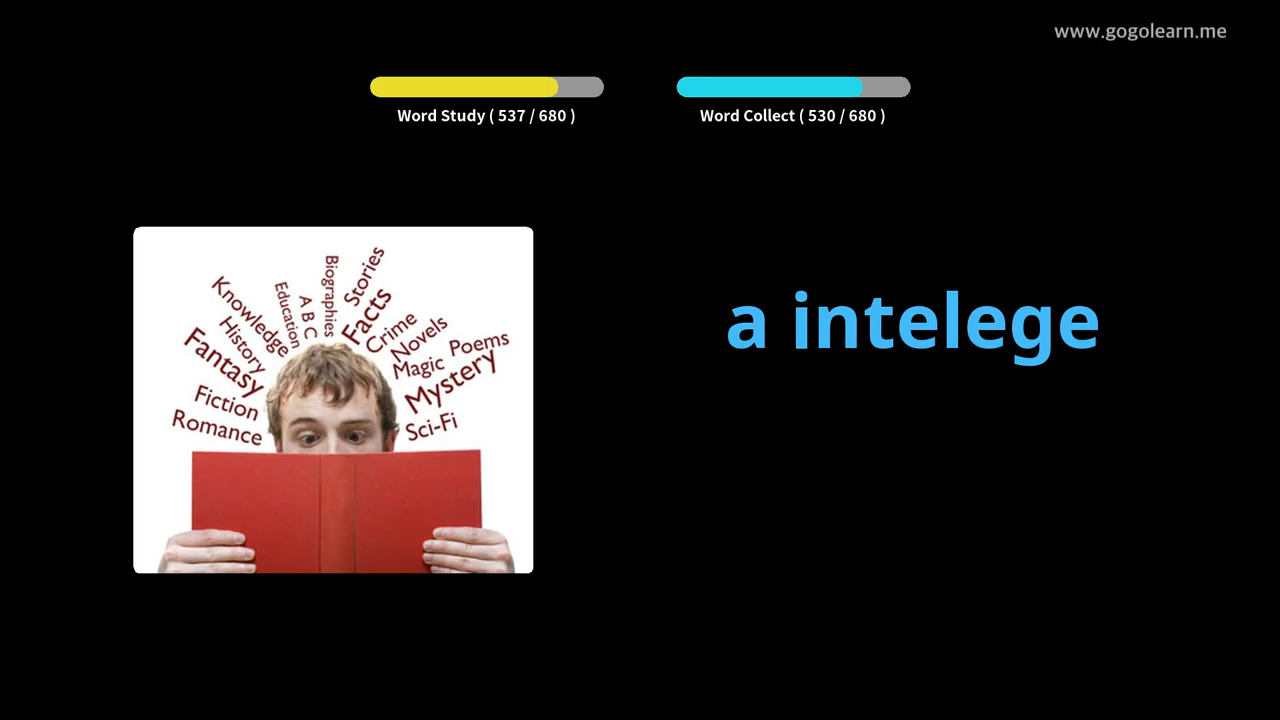 www.gogolearn.me
Word Study ( 537 / 680 )
Word Collect ( 530 / 680 )
a intelege
Knowledge
Education
A B C
Biographies
Stories
Facts
History
Crime
Novels
Fantasy
Magic
Poems
Mystery
Fiction
Romance
Sci-Fi